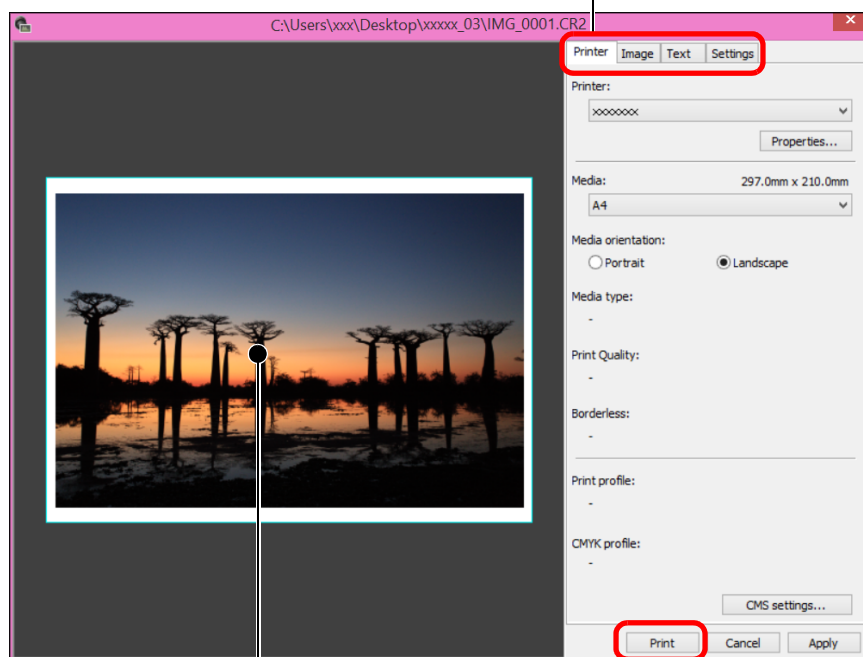 C:\Users\xxx\Desktop\xxxxx_03\IMG_0001.CR2
Printer Image Text Settings
Printer:
xxxxxxx
Properties...
Media: 297.0mm x 210.0mm
A4
Media orientation:
Portrait Landscape
Media type:
-
Print Quality:
-
Borderless:
-
Print profile:
-
CMYK profile:
-
CMS settings...
Print Cancel Apply